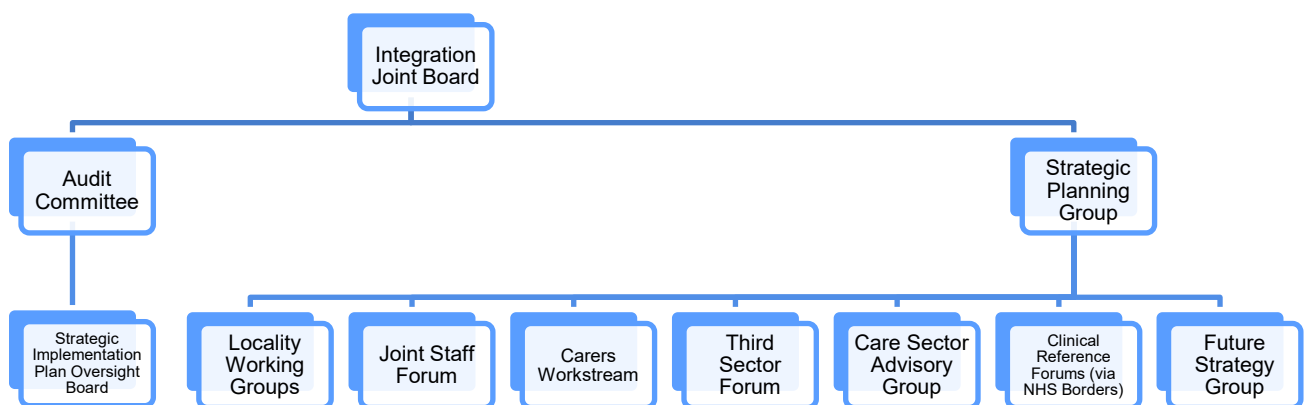 Integration
Joint Board
Audit
Committee
Strategic
Planning
Group
Strategic
Implementation
Plan Oversight
Board
Locality
Working
Groups
Joint Staff
Forum
Carers
Workstream
Third
Sector
Forum
Care Sector
Advisory
Group
Clinical
Reference
Forums (via
NHS Borders)
Future
Strategy
Group